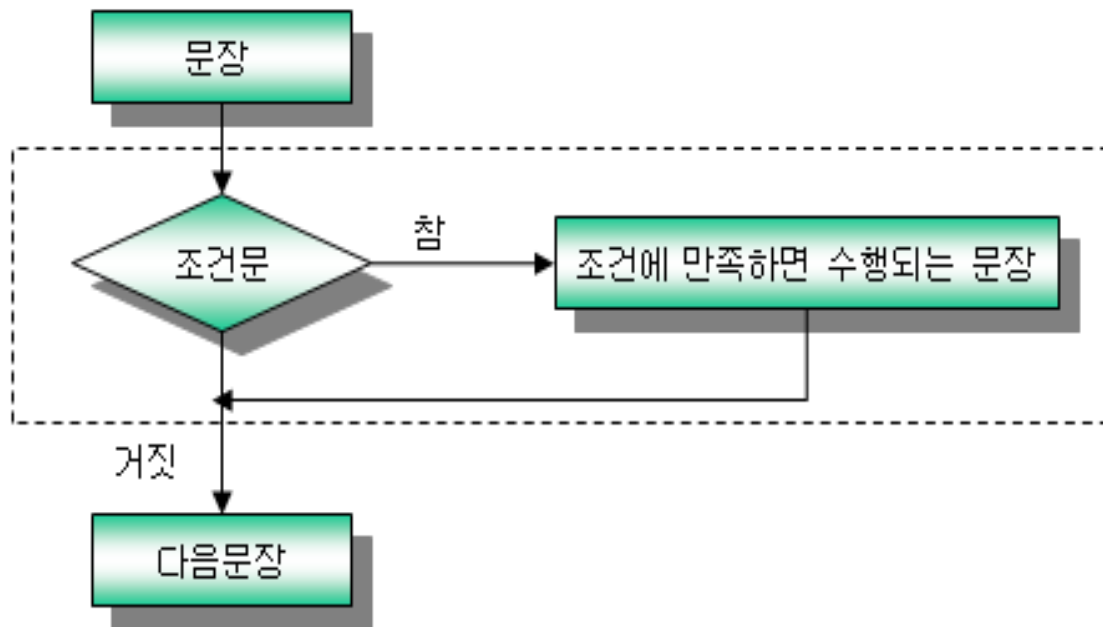 문장
조건문
참
조건에 만족하면 수행되는 문장
거짓
다음문장